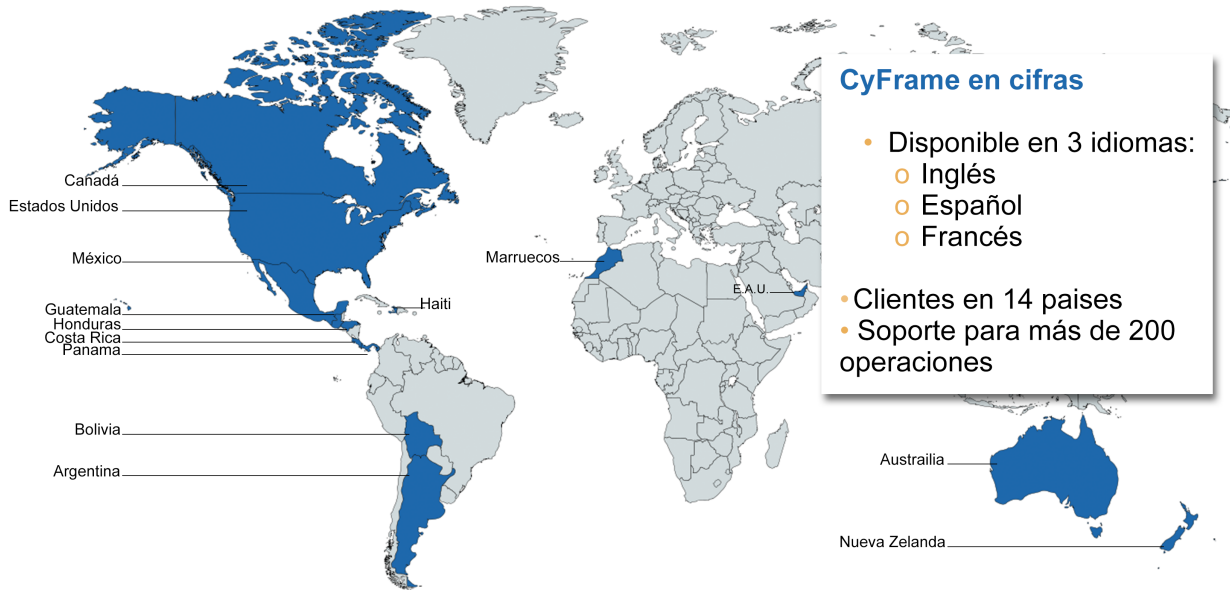 CyFrame en cifras
• Disponible en 3 idiomas:
o Inglés
o Español
o Francés
• Clientes en 14 paises
• Soporte para más de 200
operaciones
Canadá
Estados Unidos
México
Guatemala
Honduras
Costa Rica
Panama
Haiti
Bolivia
Argentina
Marruecos
E.A.U.
Austrailia
Nueva Zelanda